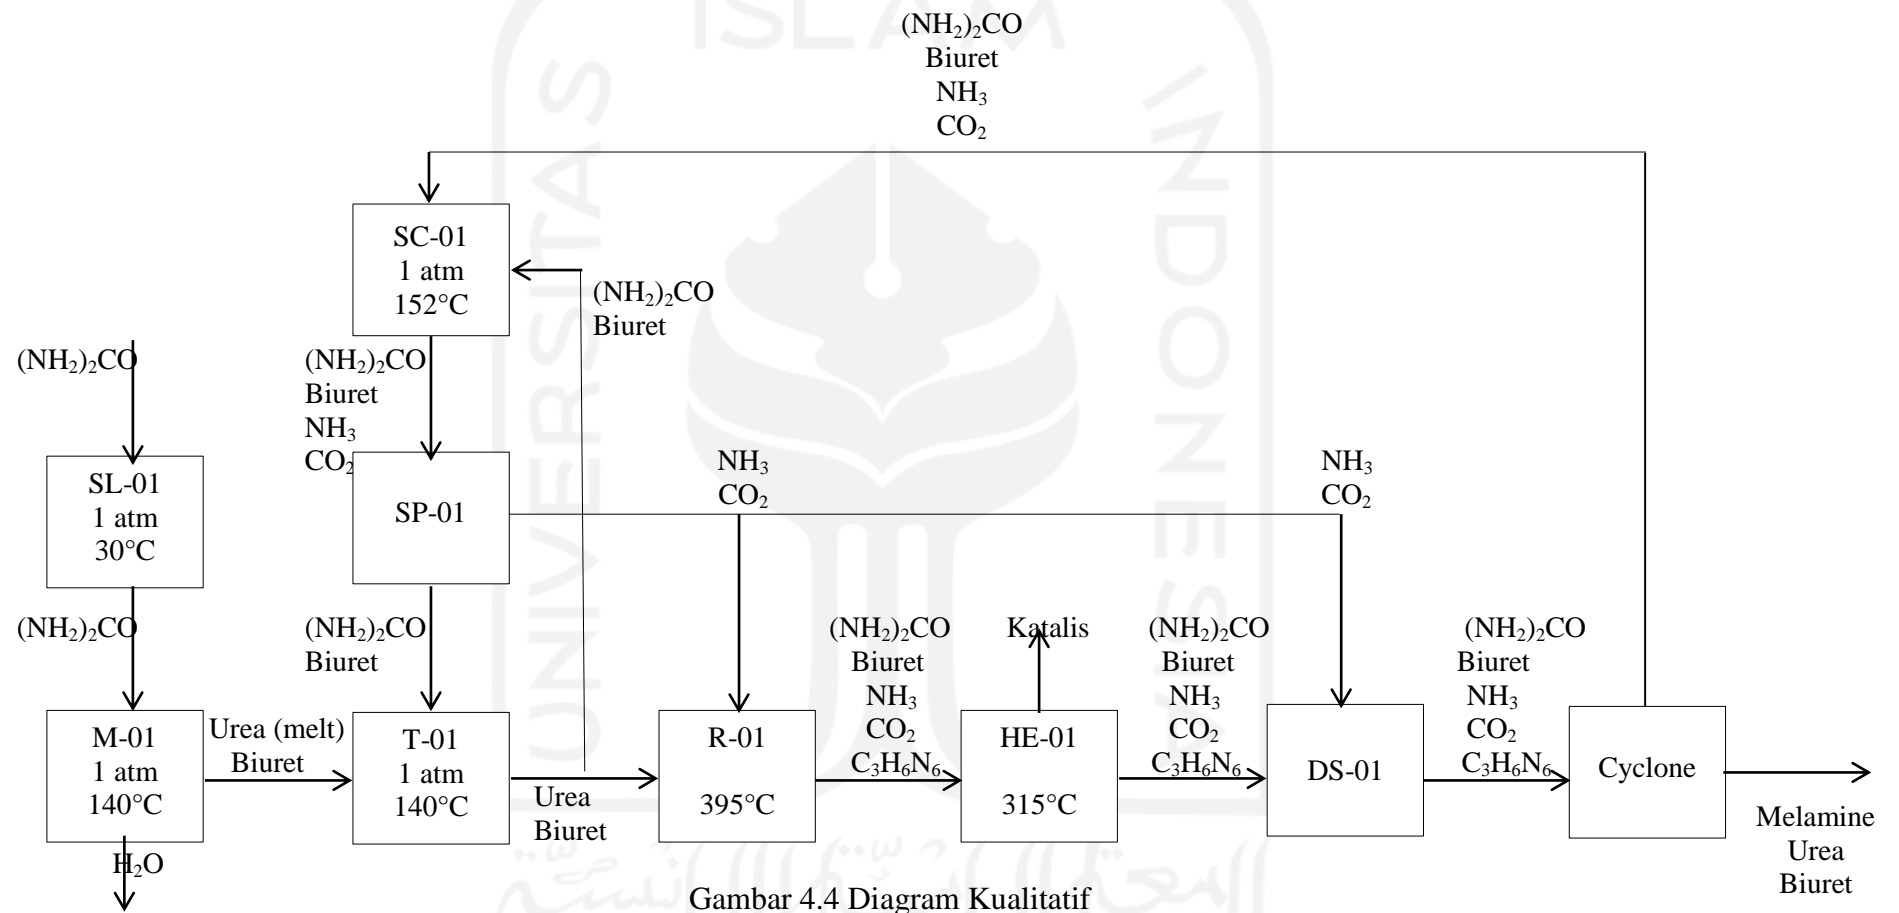 ISLAM
UNIVERSITAS
INDONESIA
(NH₂)₂CO
Biuret
NH₃
CO₂
SC-01
1 atm
152°C
(NH₂)₂CO
Biuret
(NH₂)₂CO
(NH₂)₂CO
Biuret
NH₃
CO₂
SL-01
1 atm
30°C
SP-01
NH₃
CO₂
NH₃
CO₂
(NH₂)₂CO
(NH₂)₂CO
Biuret
(NH₂)₂CO
Biuret
NH₃
CO₂
C₃H₆N₆
Katalis
(NH₂)₂CO
Biuret
NH₃
CO₂
C₃H₆N₆
(NH₂)₂CO
Biuret
NH₃
CO₂
C₃H₆N₆
M-01
1 atm
140°C
Urea (melt)
Biuret
T-01
1 atm
140°C
Urea
Biuret
R-01
395°C
HE-01
315°C
DS-01
Cyclone
Melamine
Urea
Biuret
H₂O
Gambar 4.4 Diagram Kualitatif